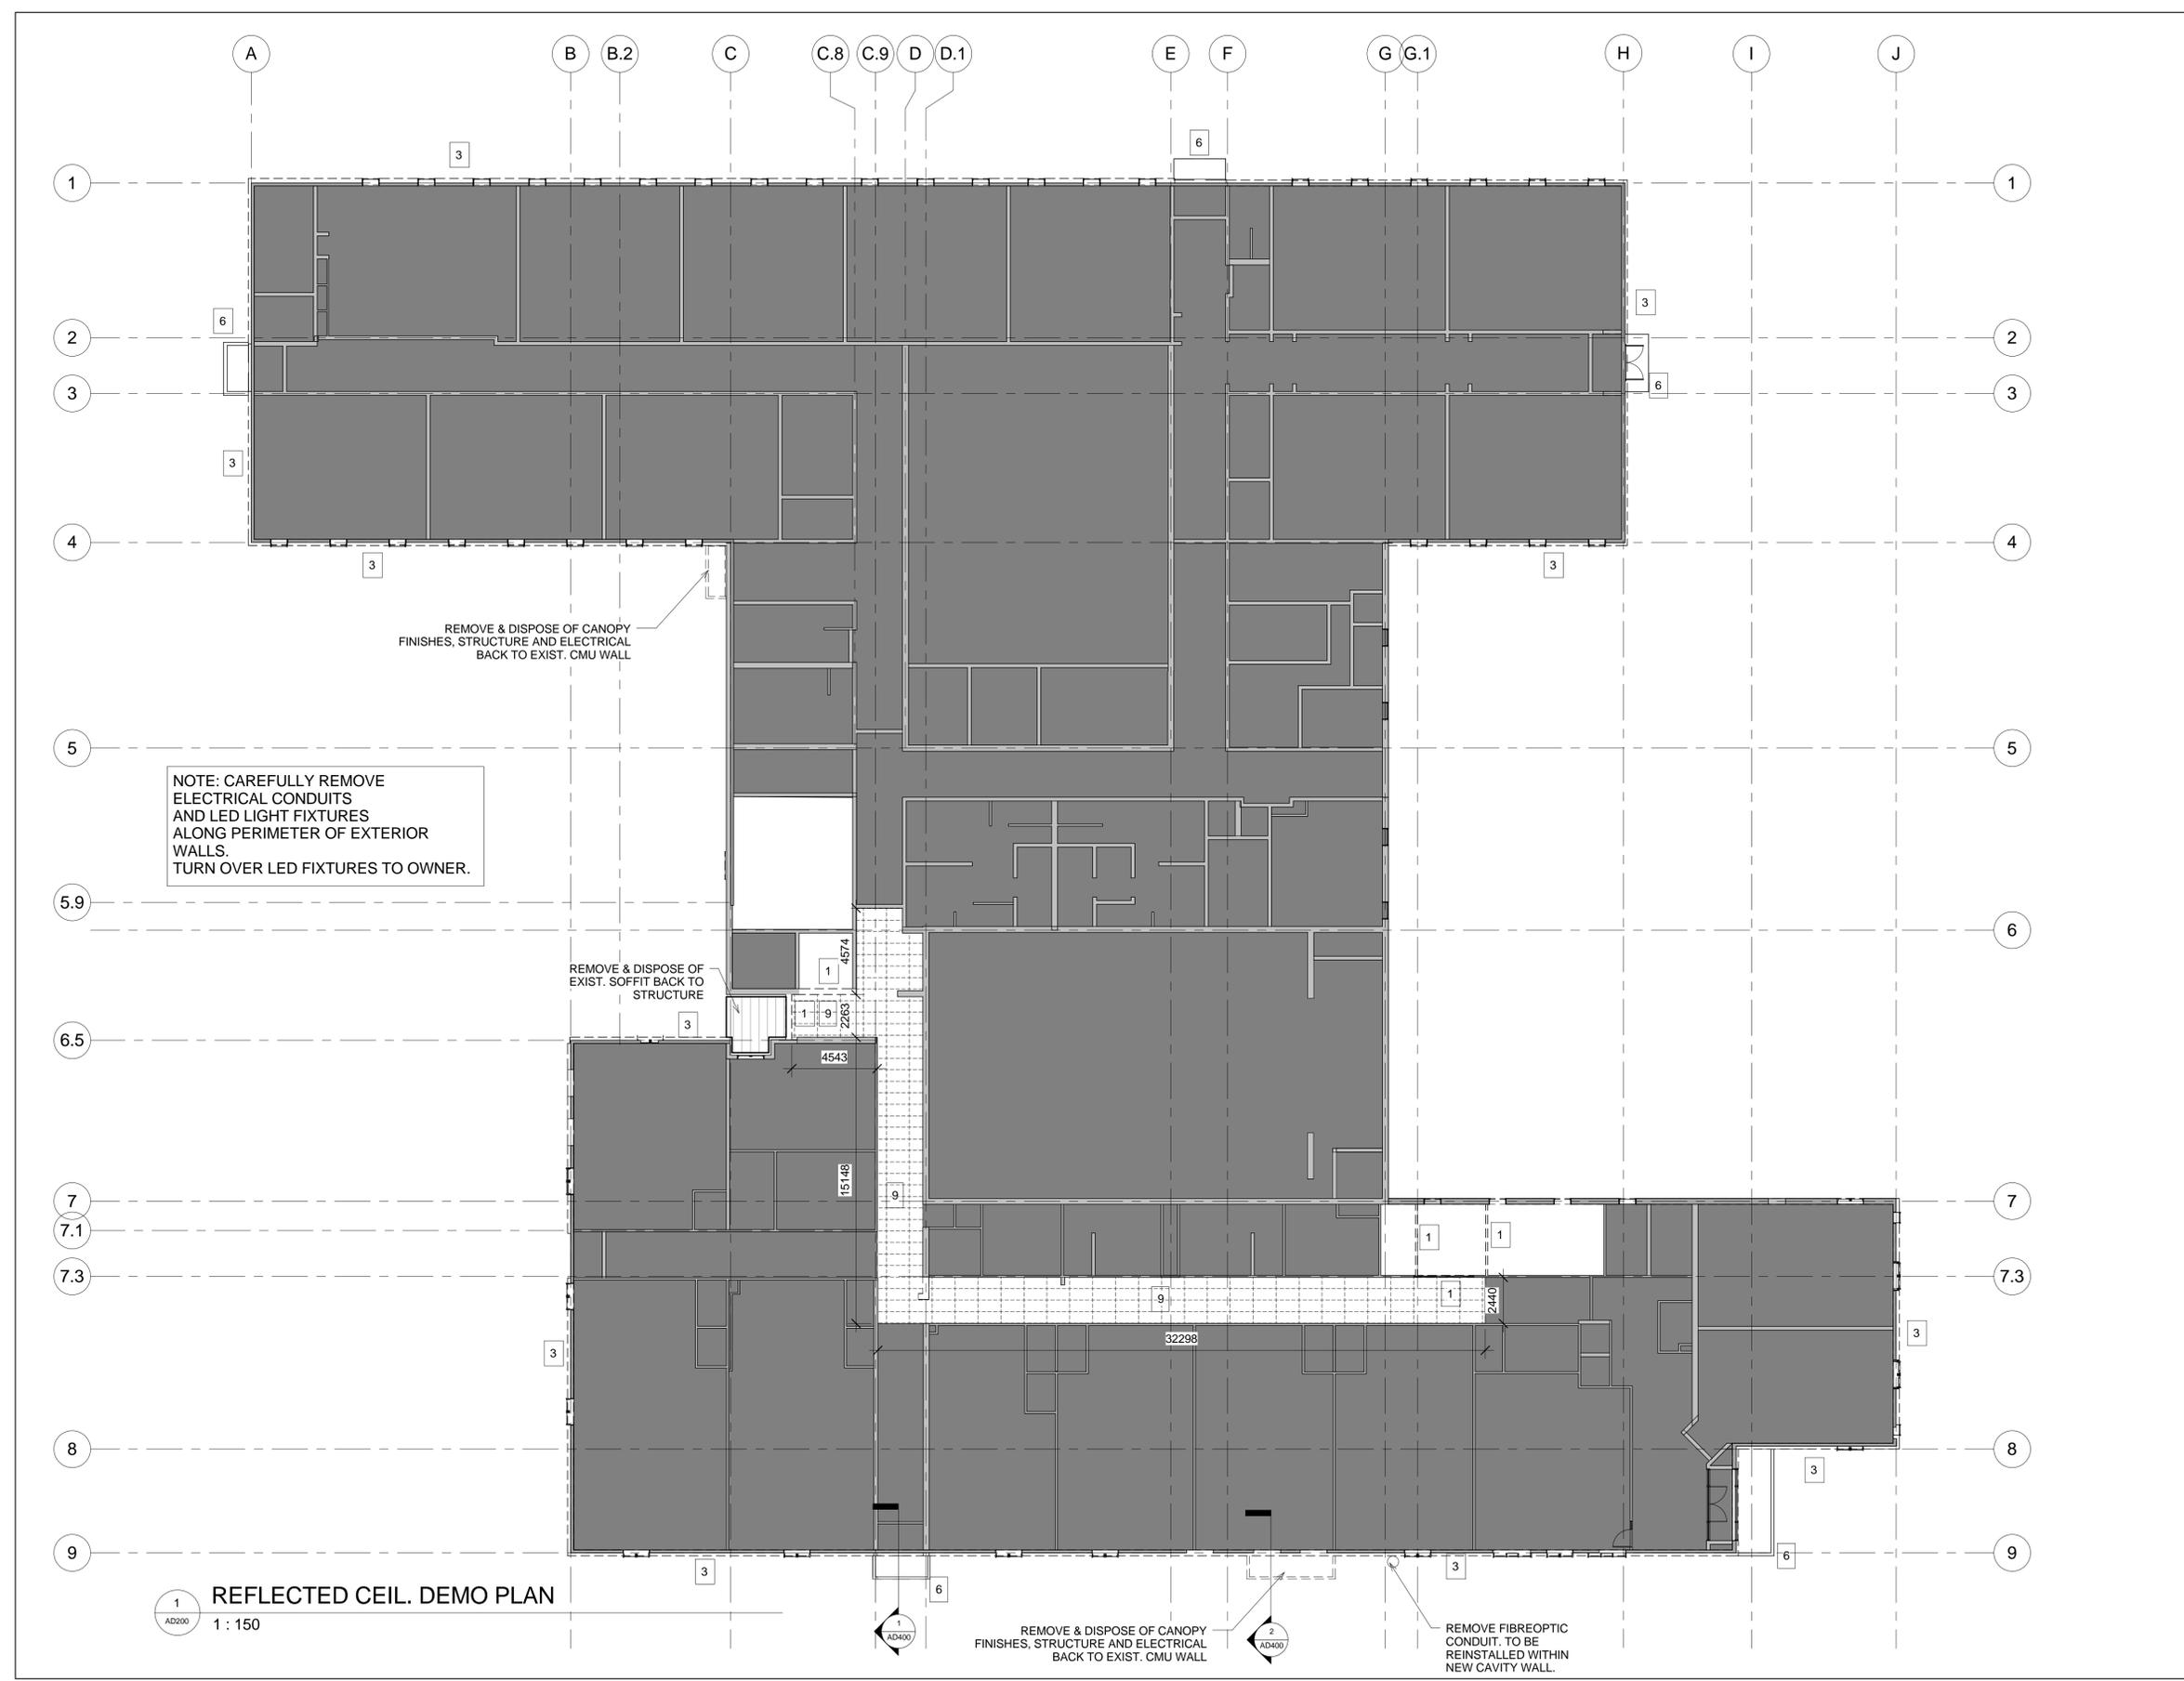 A
B
B.2
C
C.8
C.9
D
D.1
E
F
G
G.1
H
I
J
6
3
1
1
3
6
2
2
3
3
6
3
4
4
3
3
REMOVE & DISPOSE OF CANOPY
FINISHES, STRUCTURE AND ELECTRICAL
BACK TO EXIST. CMU WALL
5
5
NOTE: CAREFULLY REMOVE
ELECTRICAL CONDUITS
AND LED LIGHT FIXTURES
ALONG PERIMETER OF EXTERIOR
WALLS.
TURN OVER LED FIXTURES TO OWNER.
5.9
6
4574
1
REMOVE & DISPOSE OF
EXIST. SOFFIT BACK TO
STRUCTURE
1
9
2263
3
6.5
4543
15148
9
7
7
7.1
1
1
7.3
7.3
9
1
2440
32298
3
3
8
8
3
9
9
3
6
3
6
1
AD200
REFLECTED CEIL. DEMO PLAN
1 : 150
1
AD400
REMOVE & DISPOSE OF CANOPY
FINISHES, STRUCTURE AND ELECTRICAL
BACK TO EXIST. CMU WALL
2
AD400
REMOVE FIBREOPTIC
CONDUIT. TO BE
REINSTALLED WITHIN
NEW CAVITY WALL.